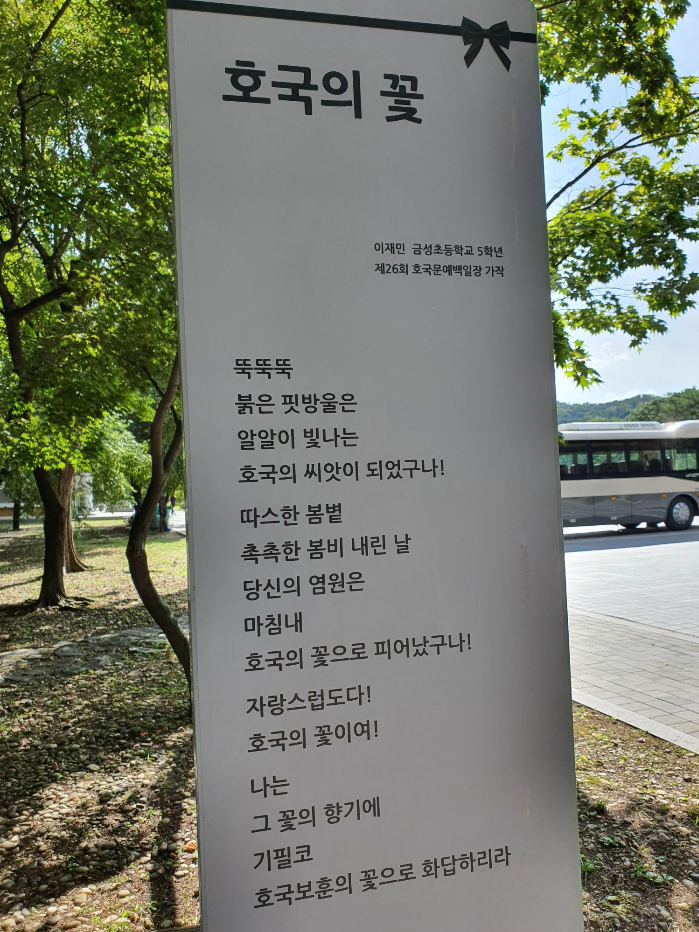 호국의 꽃
이재민 금성초등학교 5학년
제26회 호국문예백일장 가작
뚝뚝뚝
붉은 핏방울은
알알이 빛나는
호국의 씨앗이 되었구나!
따스한 봄볕
촉촉한 봄비 내린 날
당신의 염원은
마침내
호국의 꽃으로 피어났구나!
자랑스럽도다!
호국의 꽃이여!
나는
그 꽃의 향기에
기필코
호국보훈의 꽃으로 화답하리라